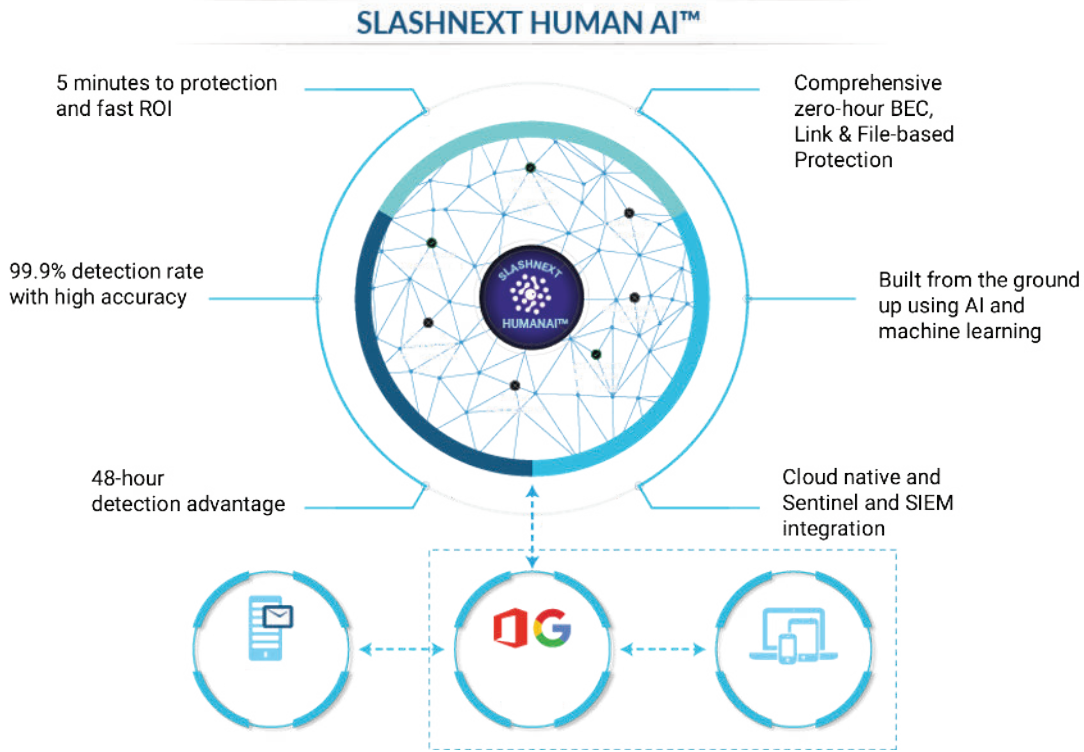 SLASHNEXT HUMAN AI™
5 minutes to protection
and fast ROI
Comprehensive
zero-hour BEC,
Link & File-based
Protection
99.9% detection rate
with high accuracy
SLASHNEXT
HUMANAI™
Built from the ground
up using AI and
machine learning
48-hour
detection advantage
Cloud native and
Sentinel and SIEM
integration